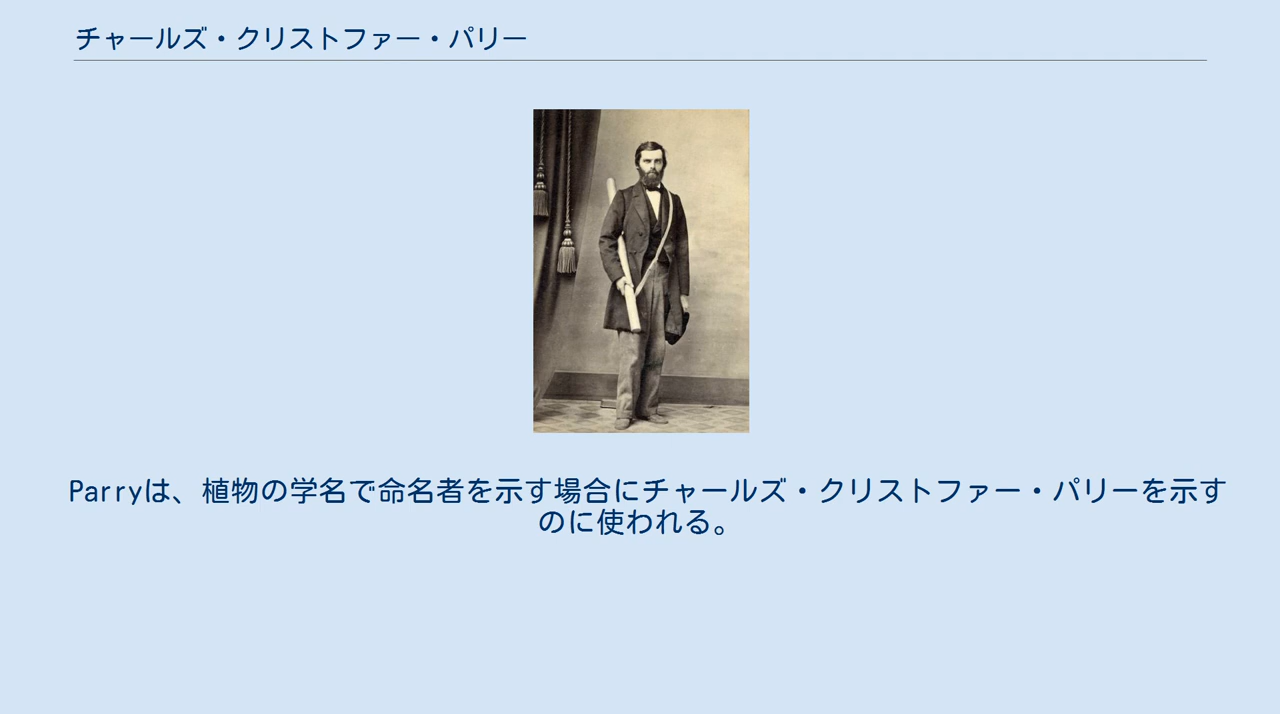 チャールズ・クリストファー・パリー
Parryは、植物の学名で命名者を示す場合にチャールズ・クリストファー・パリーを示す
のに使われる。